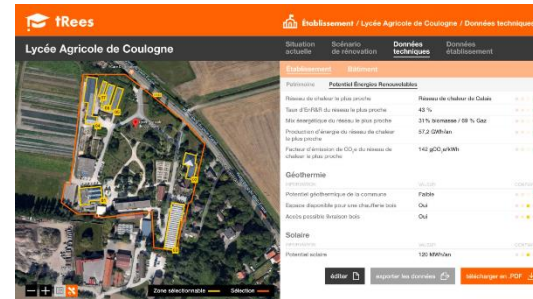 tRees
Établissement / Lycée Agricole de Coulogne / Données techniques
Lycée Agricole de Coulogne
Situation actuelle
Scénario de rénovation
Données techniques
Données établissement
Établissement
Bâtiment
Patrimoine
Potentiel Énergies Renouvelables
Réseau de chaleur le plus proche
Réseau de chaleur de Calais
Taux d'EnR&R du réseau le plus proche
43 %
Mix énergétique du réseau le plus proche
31% biomasse / 69 % Gaz
Production d'énergie du réseau de chaleur le plus proche
57,2 GWh/an
Facteur d'émission de CO2e du réseau de chaleur le plus proche
142 gCO2e/kWh
Géothermie
Potentiel géothermique de la commune
Faible
Espace disponible pour une chaufferie bois
Oui
Accès possible livraison bois
Oui
Solaire
Potentiel solaire
120 MWh/an
Zone sélectionnable
Sélection
éditer
exporter les données
télécharger en .PDF